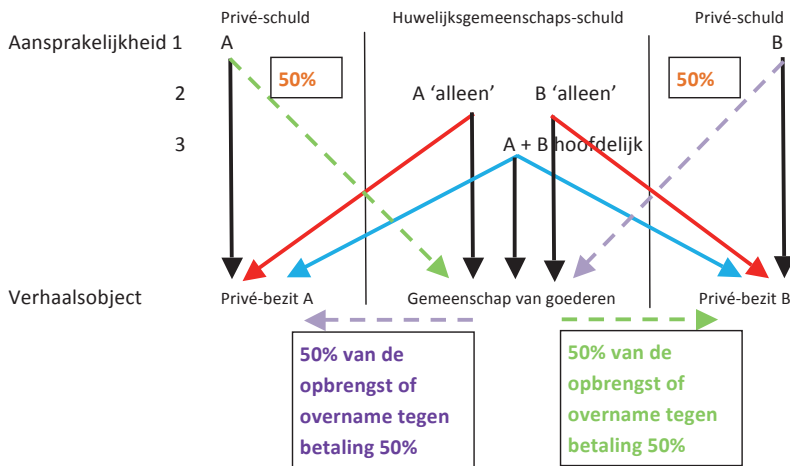 Privé-schuld Huwelijksgemeenschaps-schuld Privé-schuld
Aansprakelijkheid 1 A B
50% 50%
2 A ‘alleen’ B ‘alleen’
3 A + B hoofdelijk
Verhaalsobject Privé-bezit A Gemeenschap van goederen Privé-bezit B
50% van de
opbrengst of
overname tegen
betaling 50%
50% van de
opbrengst of
overname tegen
betaling 50%